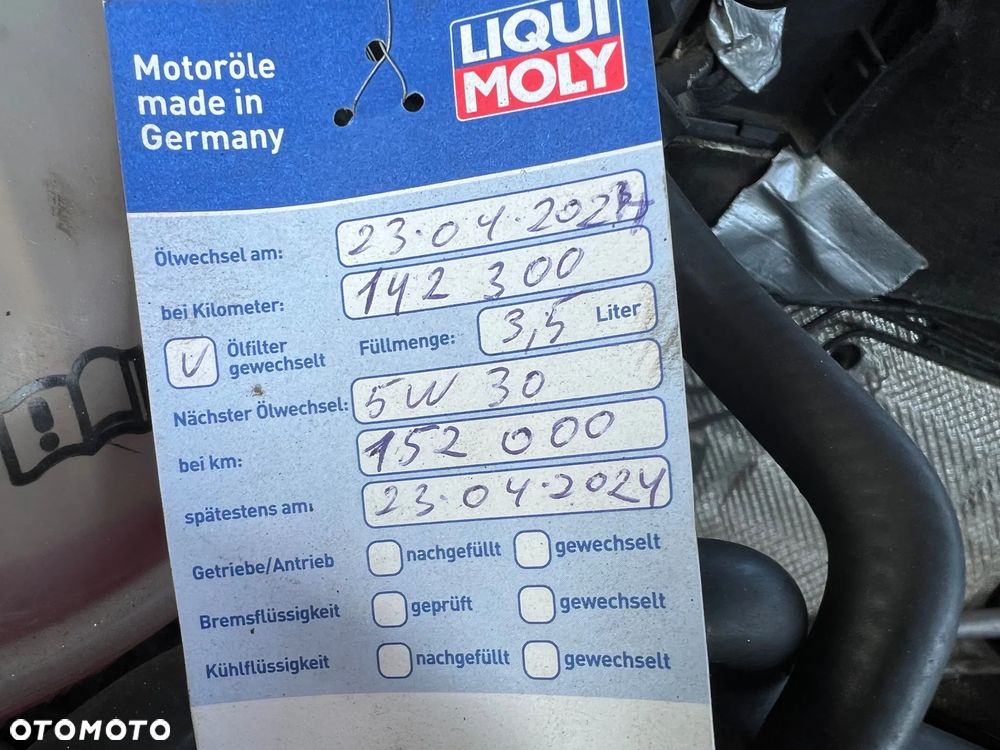 Motoröle
made in
Germany
LIQUI
MOLY
Ölwechsel am: 23.04.202
bei Kilometer: 142 300
V Ölfilter gewechselt Füllmenge: 3,5 Liter
Nächster Ölwechsel: 5W 30
bei km: 152 000
spätestens am: 23.04.2024
Getriebe/Antrieb nachgefüllt gewechselt
Bremsflüssigkeit geprüft gewechselt
Kühlflüssigkeit nachgefüllt gewechselt
OTOMOTO